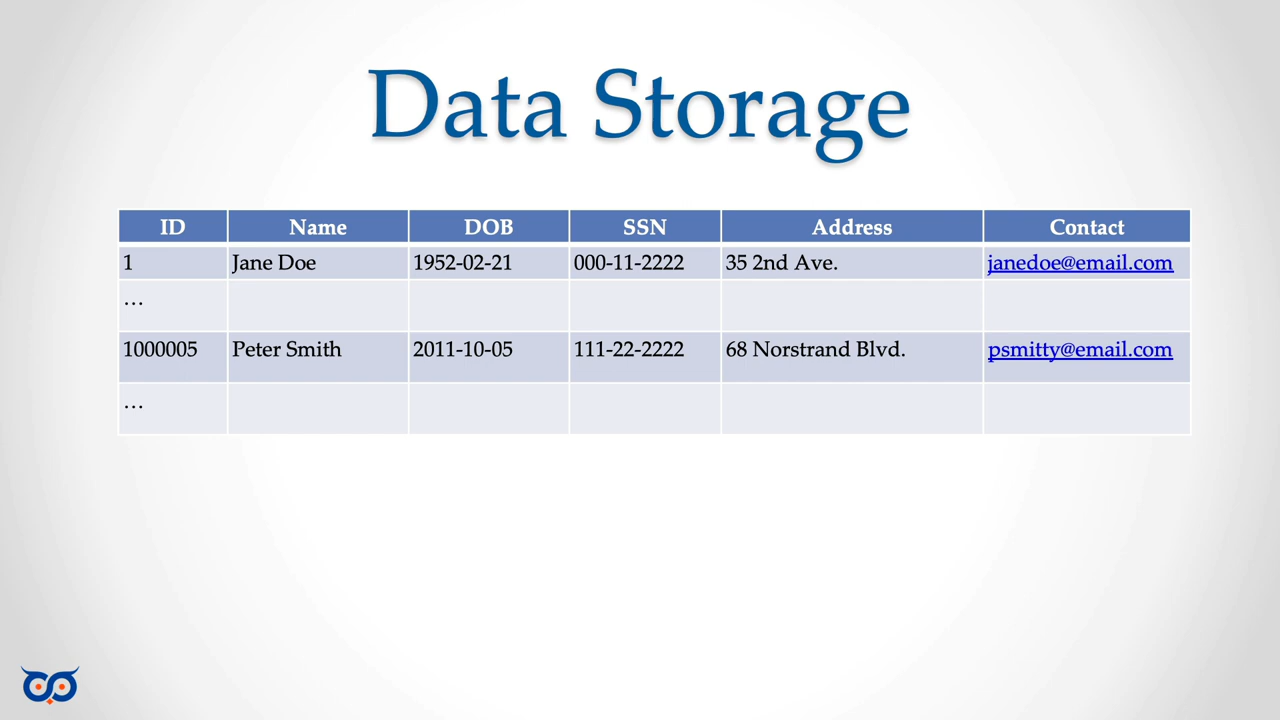 Data Storage
ID Name DOB SSN Address Contact
1 Jane Doe 1952-02-21 000-11-2222 35 2nd Ave. janedoe@email.com
…
1000005 Peter Smith 2011-10-05 111-22-2222 68 Norstrand Blvd. psmitty@email.com
…